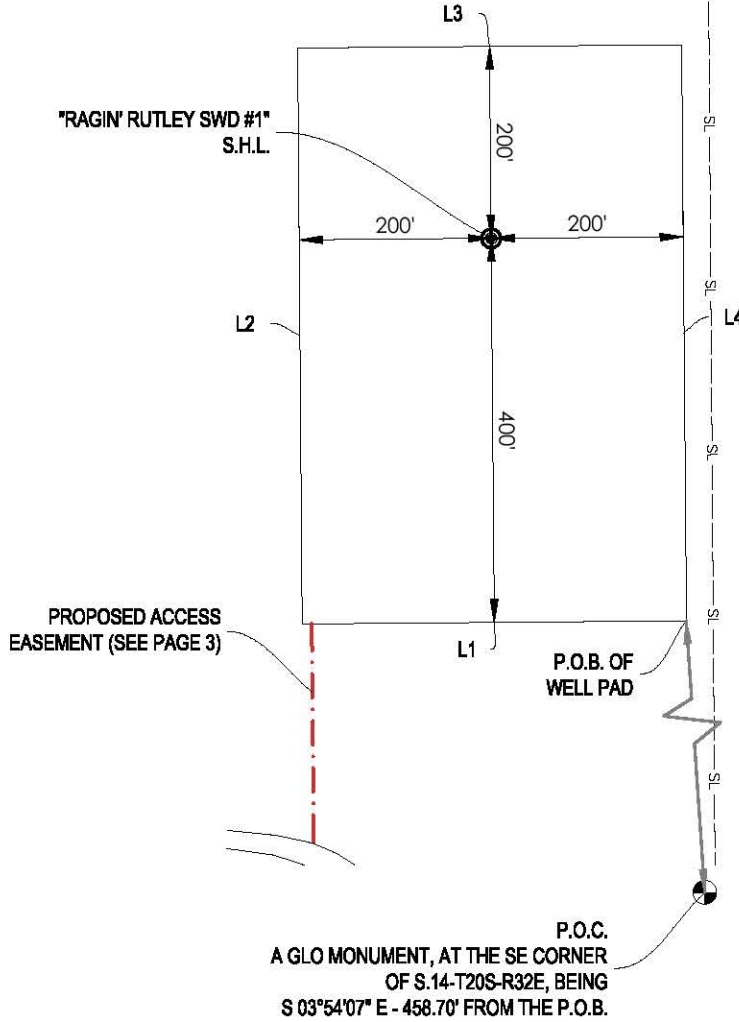 L3
SL
"RAGIN' RUTLEY SWD #1"
S.H.L.
200'
200'
200'
SL
L2
L4
400'
SL
PROPOSED ACCESS
EASEMENT (SEE PAGE 3)
SL
L1
P.O.B. OF
WELL PAD
SL
P.O.C.
A GLO MONUMENT, AT THE SE CORNER
OF S.14-T20S-R32E, BEING
S 03°54'07" E - 458.70' FROM THE P.O.B.